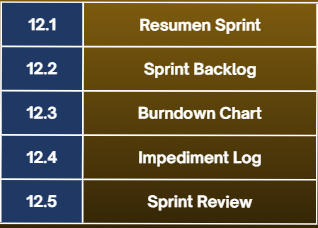 12.1 Resumen Sprint
12.2 Sprint Backlog
12.3 Burndown Chart
12.4 Impediment Log
12.5 Sprint Review